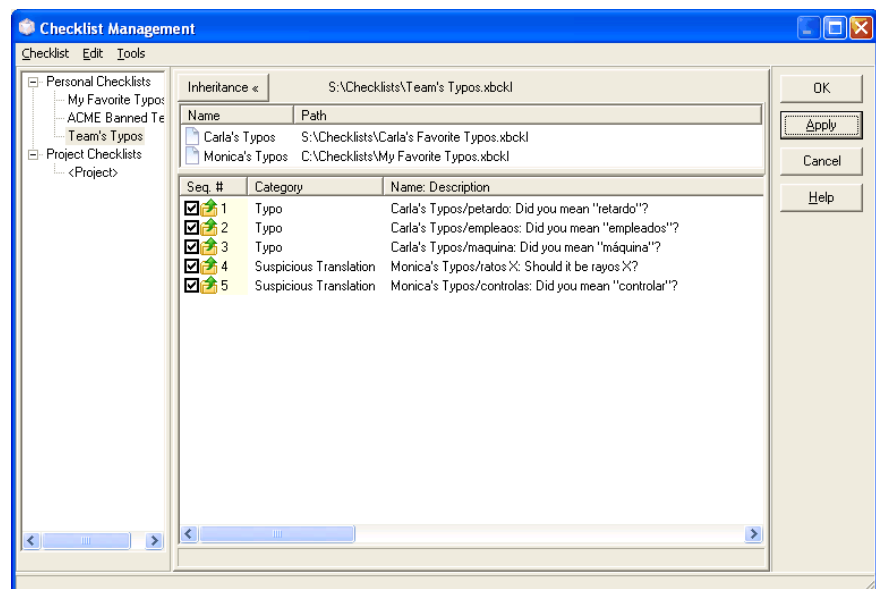 Checklist Management
Checklist Edit Tools
Personal Checklists
My Favorite Typos
ACME Banned Te
Team's Typos
Project Checklists
<Project>
Inheritance « S:\Checklists\Team's Typos.xbckl
Name Path
Carla's Typos S:\Checklists\Carla's Favorite Typos.xbckl
Monica's Typos C:\Checklists\My Favorite Typos.xbckl
Seq. # Category Name: Description
1 Typo Carla's Typos/petardo: Did you mean "retardo"?
2 Typo Carla's Typos/empleaos: Did you mean "empleados"?
3 Typo Carla's Typos/maquina: Did you mean "máquina"?
4 Suspicious Translation Monica's Typos/ratos X: Should it be rayos X?
5 Suspicious Translation Monica's Typos/controlas: Did you mean "controlar"?
OK
Apply
Cancel
Help